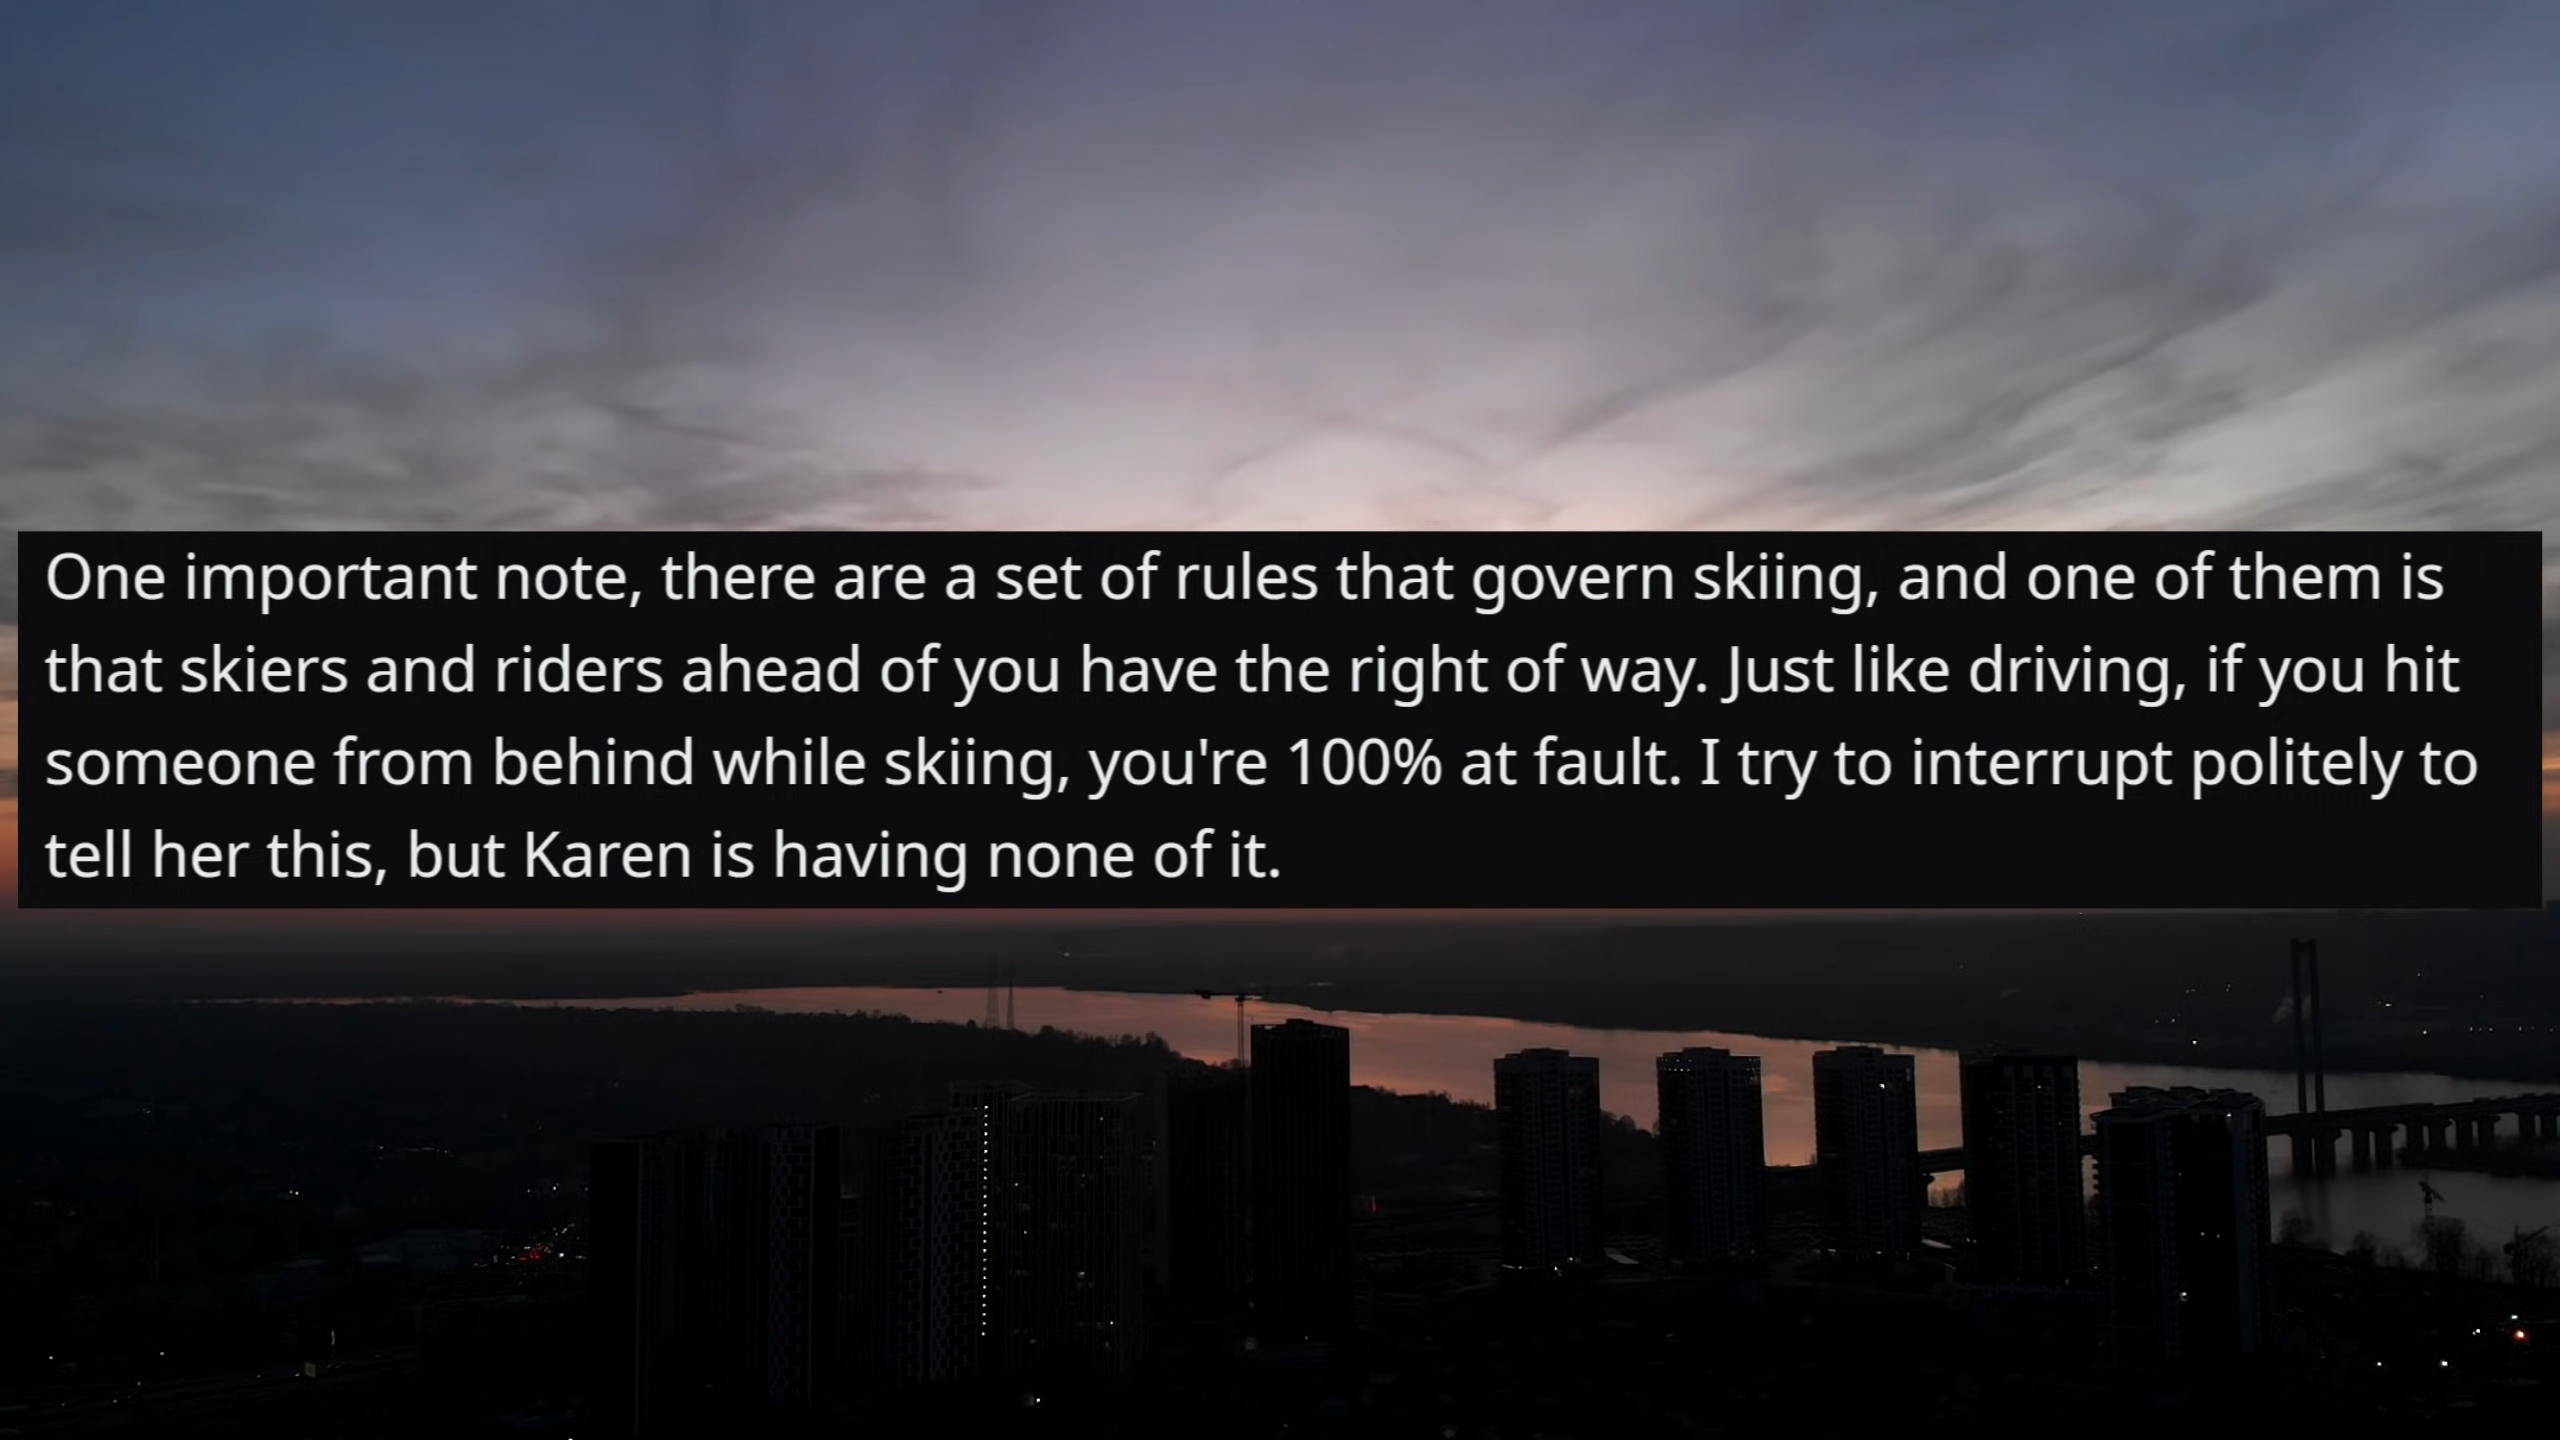 One important note, there are a set of rules that govern skiing, and one of them is
that skiers and riders ahead of you have the right of way. Just like driving, if you hit
someone from behind while skiing, you're 100% at fault. I try to interrupt politely to
tell her this, but Karen is having none of it.